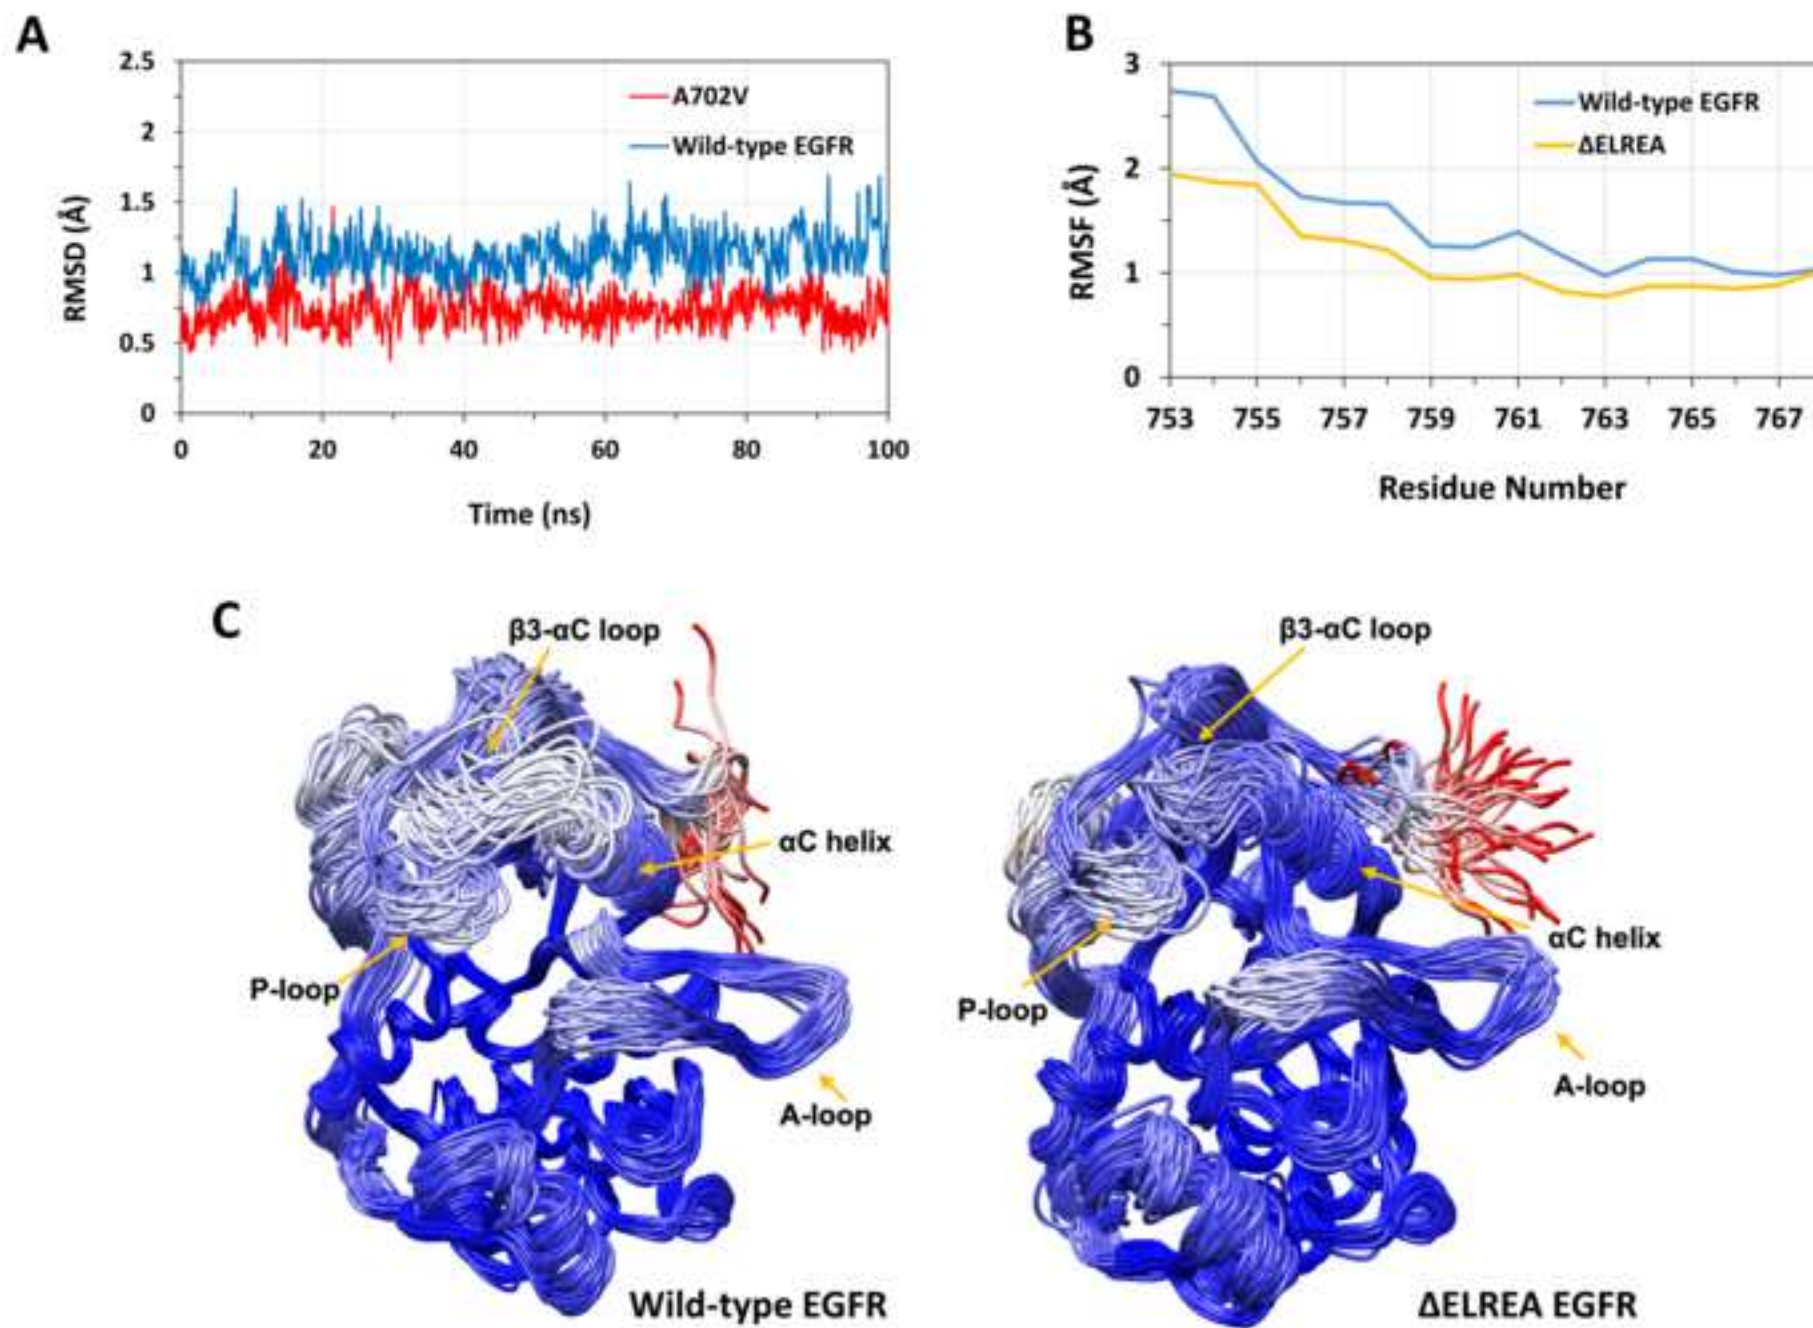 A
RMSD (Å)
2.5
2
1.5
1
0.5
0
A702V
Wild-type EGFR
0 20 40 60 80 100
Time (ns)
B
RMSF (Å)
3
2
1
0
Wild-type EGFR
ΔELREA
753 755 757 759 761 763 765 767
Residue Number
C
β3-αC loop
αC helix
P-loop
A-loop
Wild-type EGFR
β3-αC loop
αC helix
P-loop
A-loop
ΔELREA EGFR